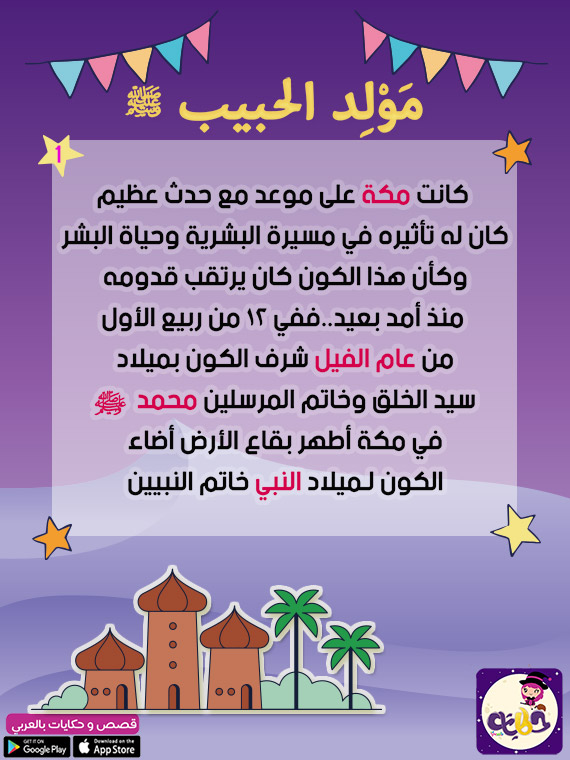 مَوْلِد الحبيب ﷺ
1
كانت مكة على موعد مع حدث عظيم
كان له تأثيره في مسيرة البشرية وحياة البشر
وكأن هذا الكون كان يرتقب قدومه
منذ أمد بعيد..ففي ١٢ من ربيع الأول
من عام الفيل شرف الكون بميلاد
سيد الخلق وخاتم المرسلين محمد ﷺ
في مكة أطهر بقاع الأرض أضاء
الكون لـميلاد النبي خاتم النبيين
قصص و حكايات بالعربي
GET IT ON
Google Play
Download on the
App Store